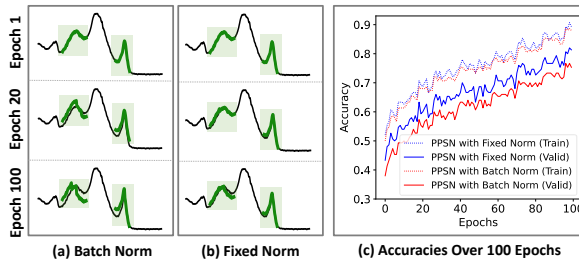 Epoch 1
Epoch 20
Epoch 100
(a) Batch Norm
(b) Fixed Norm
Accuracy
0.9
0.8
0.7
0.6
0.5
0.4
0.3
PPSN with Fixed Norm (Train)
PPSN with Fixed Norm (Valid)
PPSN with Batch Norm (Train)
PPSN with Batch Norm (Valid)
0 20 40 60 80 100
Epochs
(c) Accuracies Over 100 Epochs